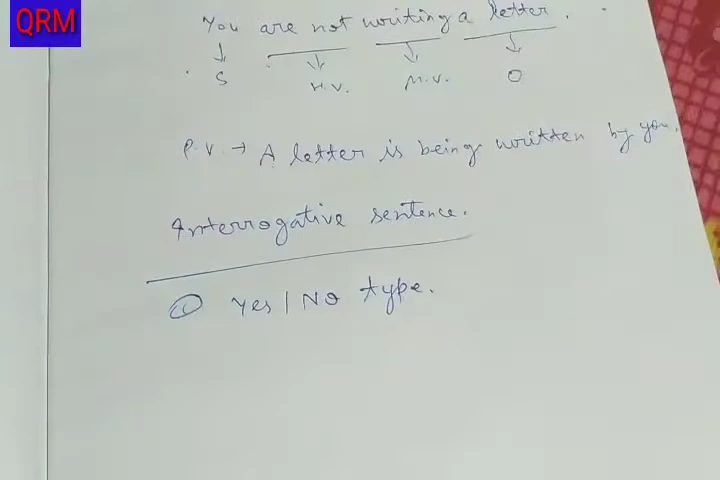 QRM
You are not writing a letter.
S H.V. M.V. O
P.V. → A letter is being written by you.
Interrogative sentence.
① Yes | No type.